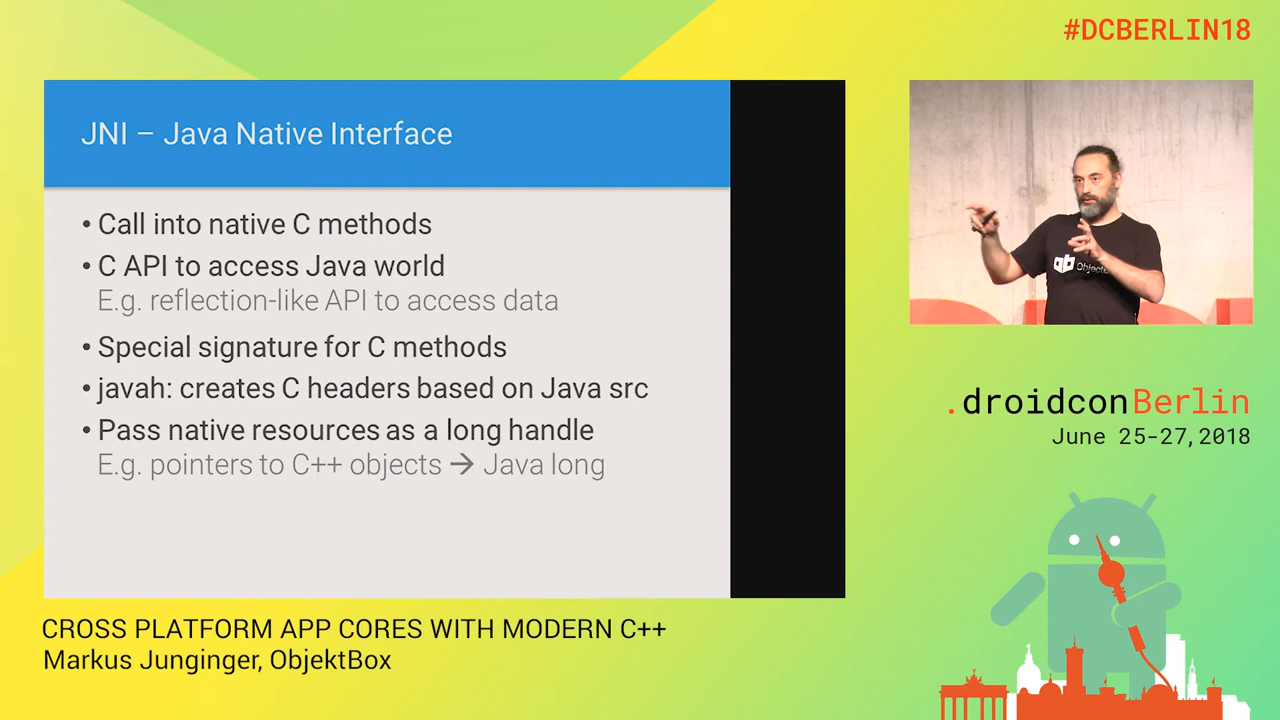 #DCBERLIN18
JNI – Java Native Interface
• Call into native C methods
• C API to access Java world
E.g. reflection-like API to access data
• Special signature for C methods
• javah: creates C headers based on Java src
• Pass native resources as a long handle
E.g. pointers to C++ objects → Java long
.droidconBerlin
June 25-27, 2018
CROSS PLATFORM APP CORES WITH MODERN C++
Markus Junginger, ObjektBox